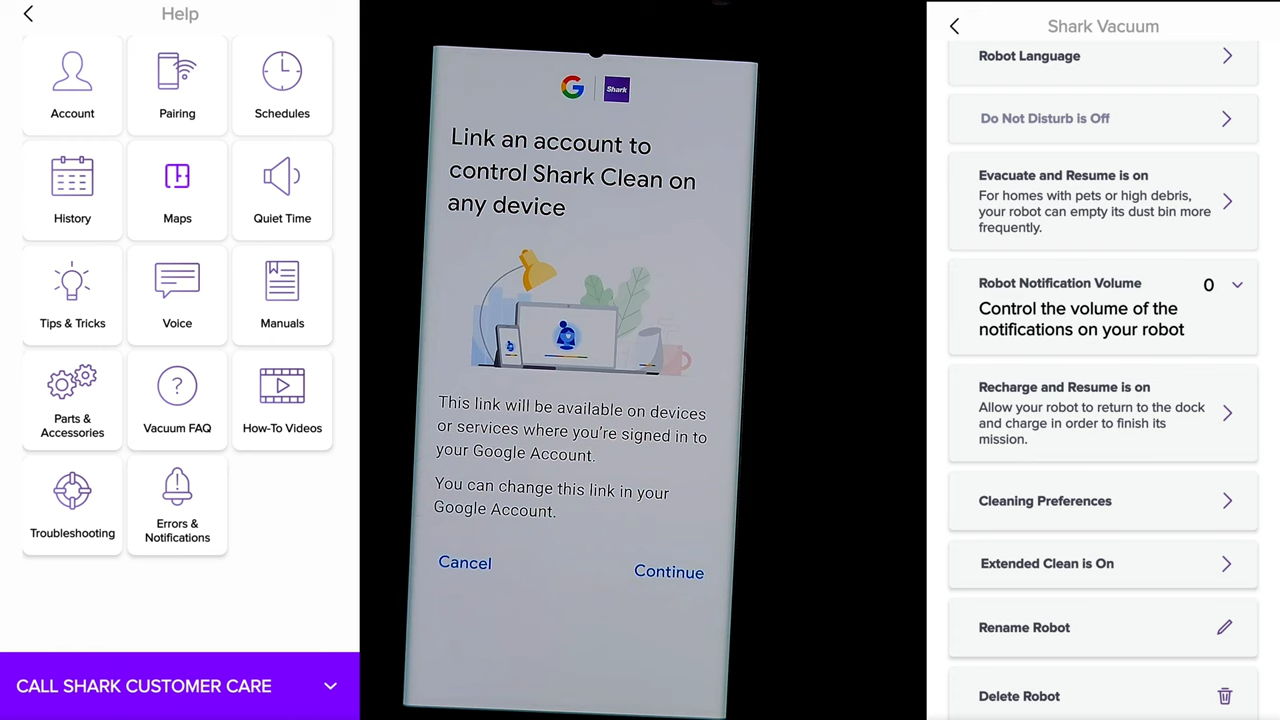 Help
Account
Pairing
Schedules
History
Maps
Quiet Time
Tips & Tricks
Voice
Manuals
Parts &
Accessories
Vacuum FAQ
How-To Videos
Troubleshooting
Errors &
Notifications
CALL SHARK CUSTOMER CARE
Shark
Link an account to
control Shark Clean on
any device
This link will be available on devices
or services where you're signed in to
your Google Account.
You can change this link in your
Google Account.
Cancel
Continue
Shark Vacuum
Robot Language
Do Not Disturb is Off
Evacuate and Resume is on
For homes with pets or high debris,
your robot can empty its dust bin more
frequently.
Robot Notification Volume
0
Control the volume of the
notifications on your robot
Recharge and Resume is on
Allow your robot to return to the dock
and charge in order to finish its
mission.
Cleaning Preferences
Extended Clean is On
Rename Robot
Delete Robot